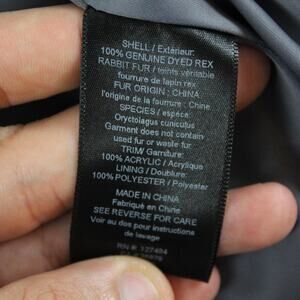 SHELL / Extérieur:
100% GENUINE DYED REX
RABBIT FUR / teints véritable
fourrure de lapin rex
FUR ORIGIN : CHINA
l'origine de la fourrure : Chine
SPECIES / espèce:
Oryctolagus cuniculus
Garment does not contain
used fur or waste fur
TRIM/ Garniture:
100% ACRYLIC / Acrylique
LINING / Doublure:
100% POLYESTER / Polyester
MADE IN CHINA
Fabriqué en Chine
SEE REVERSE FOR CARE
Voir au dos pour instructions
de lavage
RN #: 127494